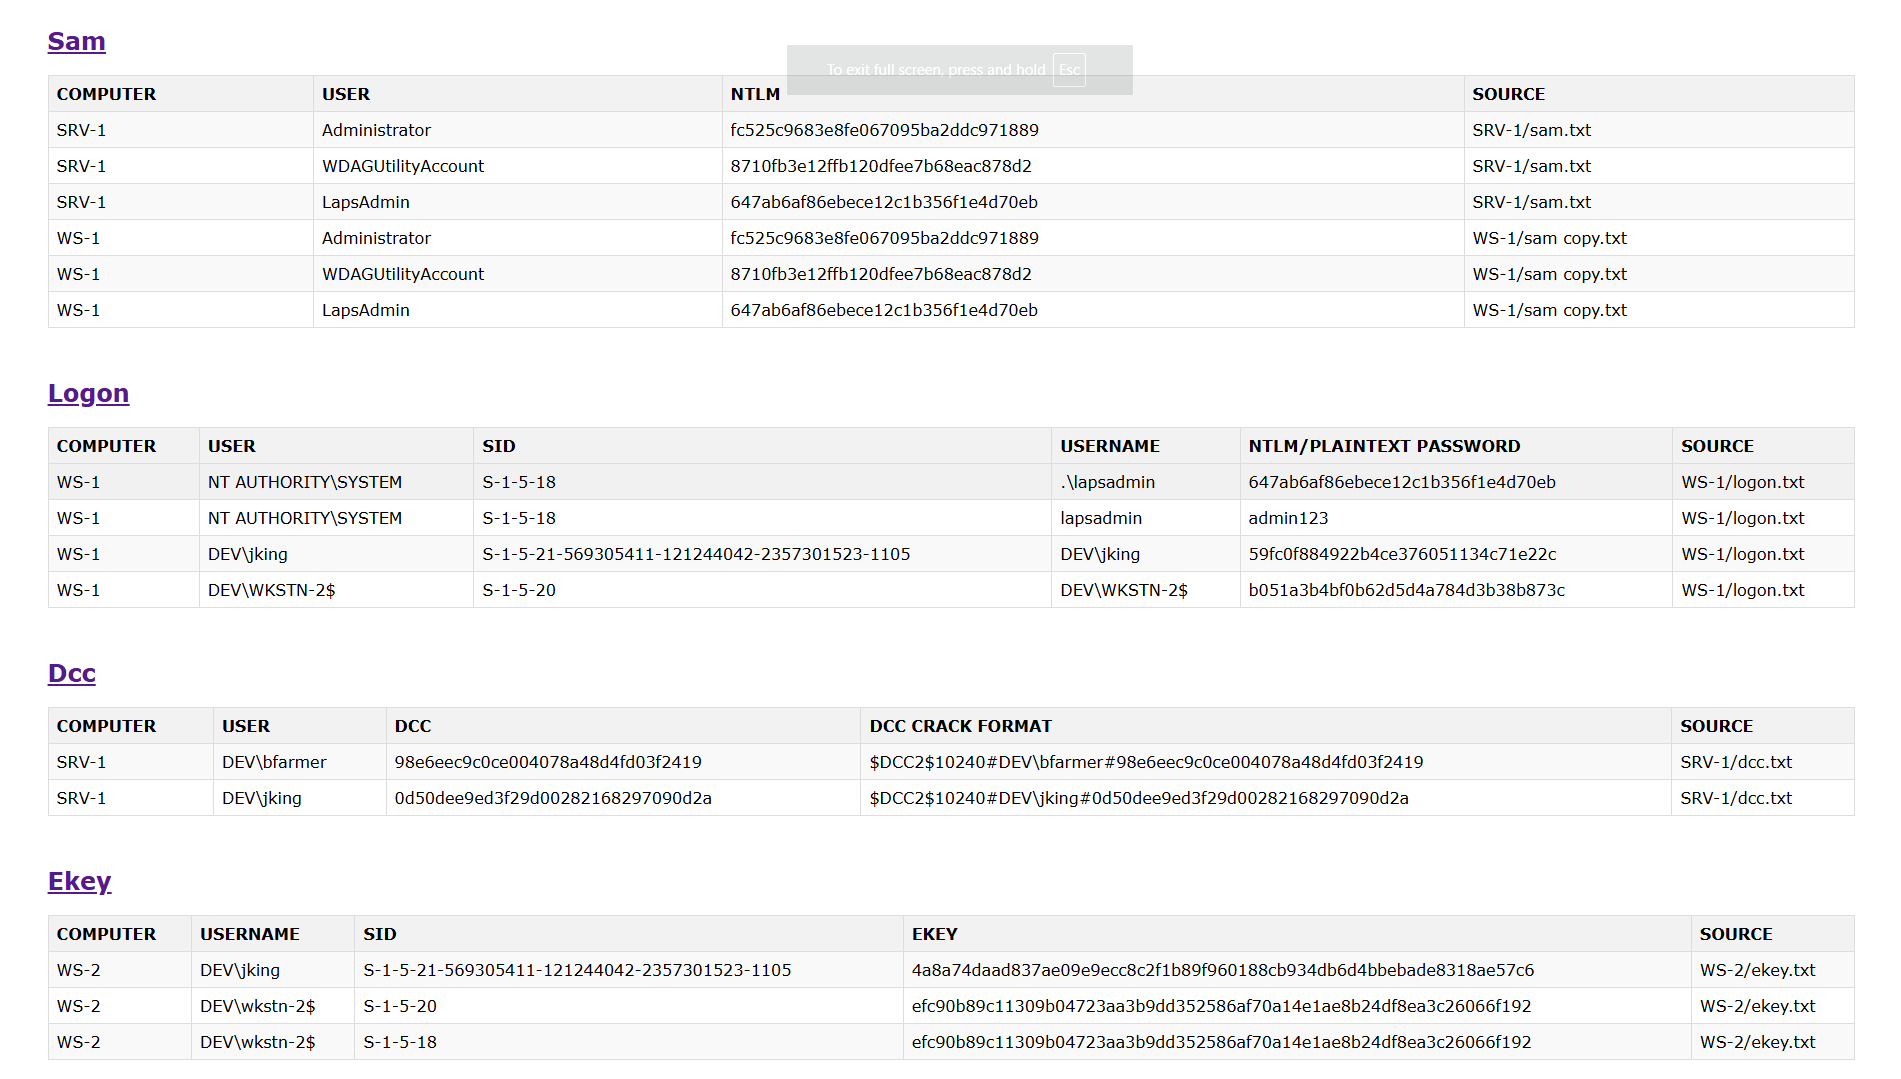 Sam
To exit full screen, press and hold Esc
COMPUTER USER NTLM SOURCE
SRV-1 Administrator fc525c9683e8fe067095ba2ddc971889 SRV-1/sam.txt
SRV-1 WDAGUtilityAccount 8710fb3e12ffb120dfee7b68eac878d2 SRV-1/sam.txt
SRV-1 LapsAdmin 647ab6af86ebece12c1b356f1e4d70eb SRV-1/sam.txt
WS-1 Administrator fc525c9683e8fe067095ba2ddc971889 WS-1/sam copy.txt
WS-1 WDAGUtilityAccount 8710fb3e12ffb120dfee7b68eac878d2 WS-1/sam copy.txt
WS-1 LapsAdmin 647ab6af86ebece12c1b356f1e4d70eb WS-1/sam copy.txt
Logon
COMPUTER USER SID USERNAME NTLM/PLAINTEXT PASSWORD SOURCE
WS-1 NT AUTHORITY\SYSTEM S-1-5-18 .\lapsadmin 647ab6af86ebece12c1b356f1e4d70eb WS-1/logon.txt
WS-1 NT AUTHORITY\SYSTEM S-1-5-18 lapsadmin admin123 WS-1/logon.txt
WS-1 DEV\jking S-1-5-21-569305411-121244042-2357301523-1105 DEV\jking 59fc0f884922b4ce376051134c71e22c WS-1/logon.txt
WS-1 DEV\WKSTN-2$ S-1-5-20 DEV\WKSTN-2$ b051a3b4bf0b62d5d4a784d3b38b873c WS-1/logon.txt
Dcc
COMPUTER USER DCC DCC CRACK FORMAT SOURCE
SRV-1 DEV\bfarmer 98e6eec9c0ce004078a48d4fd03f2419 $DCC2$10240#DEV\bfarmer#98e6eec9c0ce004078a48d4fd03f2419 SRV-1/dcc.txt
SRV-1 DEV\jking 0d50dee9ed3f29d00282168297090d2a $DCC2$10240#DEV\jking#0d50dee9ed3f29d00282168297090d2a SRV-1/dcc.txt
Ekey
COMPUTER USERNAME SID EKEY SOURCE
WS-2 DEV\jking S-1-5-21-569305411-121244042-2357301523-1105 4a8a74daad837ae09e9ecc8c2f1b89f960188cb934db6d4bbebade8318ae57c6 WS-2/ekey.txt
WS-2 DEV\wkstn-2$ S-1-5-20 efc90b89c11309b04723aa3b9dd352586af70a14e1ae8b24df8ea3c26066f192 WS-2/ekey.txt
WS-2 DEV\wkstn-2$ S-1-5-18 efc90b89c11309b04723aa3b9dd352586af70a14e1ae8b24df8ea3c26066f192 WS-2/ekey.txt